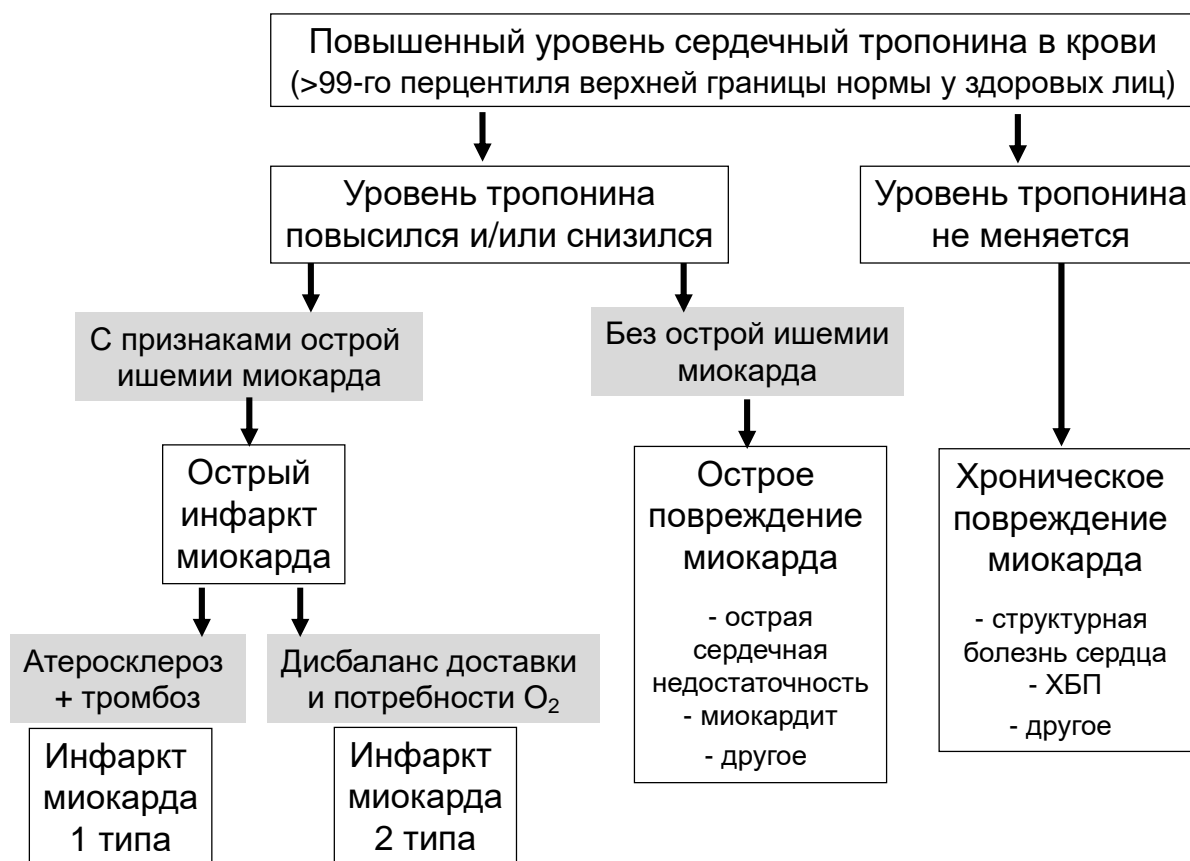 Повышенный уровень сердечный тропонина в крови
(>99-го перцентиля верхней границы нормы у здоровых лиц)
Уровень тропонина
повысился и/или снизился
Уровень тропонина
не меняется
С признаками острой
ишемии миокарда
Без острой ишемии
миокарда
Острый
инфаркт
миокарда
Острое
повреждение
миокарда
- острая
сердечная
недостаточность
- миокардит
- другое
Хроническое
повреждение
миокарда
- структурная
болезнь сердца
- ХБП
- другое
Атеросклероз
+ тромбоз
Дисбаланс доставки
и потребности O₂
Инфаркт
миокарда
1 типа
Инфаркт
миокарда
2 типа